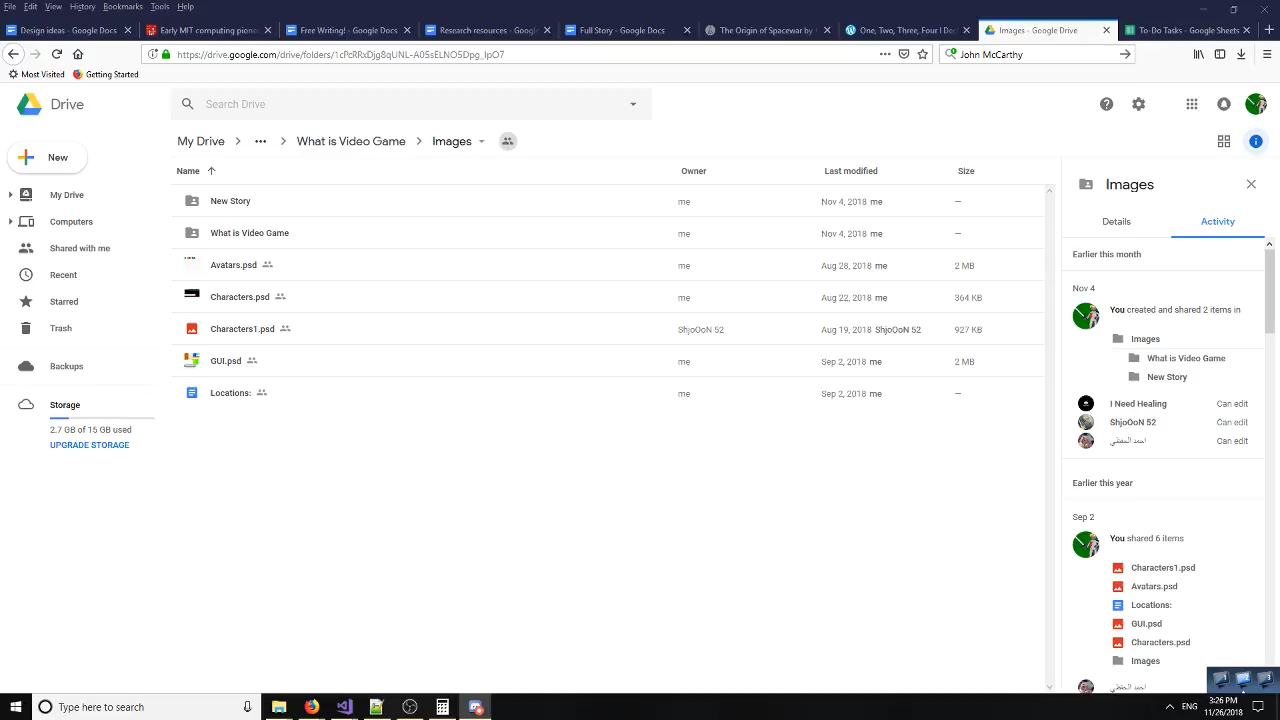 File Edit View History Bookmarks Tools Help
Design ideas - Google Docs
Early MIT computing pionee
Free Writing! - Google Docs
Research resources - Google
Full Story - Google Docs
The Origin of Spacewar by
One, Two, Three, Four I Dec
Images - Google Drive
To-Do Tasks - Google Sheets
https://drive.google.com/drive/folders/1cPcRRxDjg8qUNL-A05sELNO5Dpg_IpO7
John McCarthy
Most Visited Getting Started
Drive
Search Drive
My Drive ••• What is Video Game Images
New
Name Owner Last modified Size
My Drive
Computers
Shared with me
Recent
Starred
Trash
Backups
Storage
2.7 GB of 15 GB used
UPGRADE STORAGE
New Story me Nov 4, 2018 me —
What is Video Game me Nov 4, 2018 me —
Avatars.psd me Aug 28, 2018 me 2 MB
Characters.psd me Aug 22, 2018 me 364 KB
Characters1.psd ShjoOoN 52 Aug 19, 2018 ShjoOoN 52 927 KB
GUI.psd me Sep 2, 2018 me 2 MB
Locations: me Sep 2, 2018 me —
Images
Details Activity
Earlier this month
Nov 4
You created and shared 2 items in
Images
What is Video Game
New Story
I Need Healing Can edit
ShjoOoN 52 Can edit
احمد الحفظي Can edit
Earlier this year
Sep 2
You shared 6 items
Characters1.psd
Avatars.psd
Locations:
GUI.psd
Characters.psd
Images
احمد الحفظي
Type here to search
ENG
3:26 PM
11/26/2018